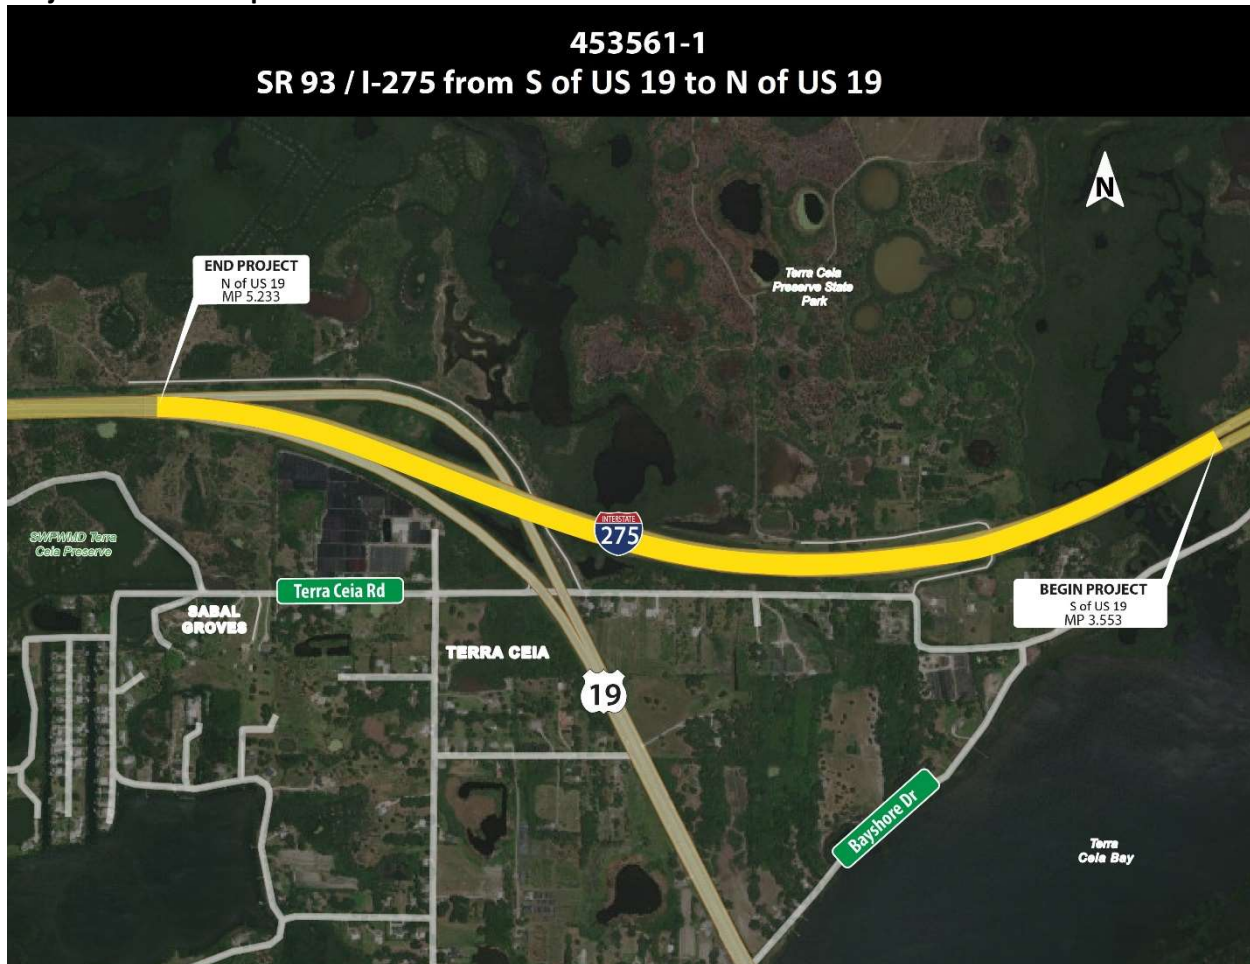 453561-1
SR 93 / I-275 from S of US 19 to N of US 19
N
END PROJECT
N of US 19
MP 5.233
Terra Ceia
Preserve State
Park
INTERSTATE
275
SWFWMD Terra
Ceia Preserve
Terra Ceia Rd
BEGIN PROJECT
S of US 19
MP 3.553
SABAL
GROVES
TERRA CEIA
19
Bayshore Dr
Terra
Ceia Bay